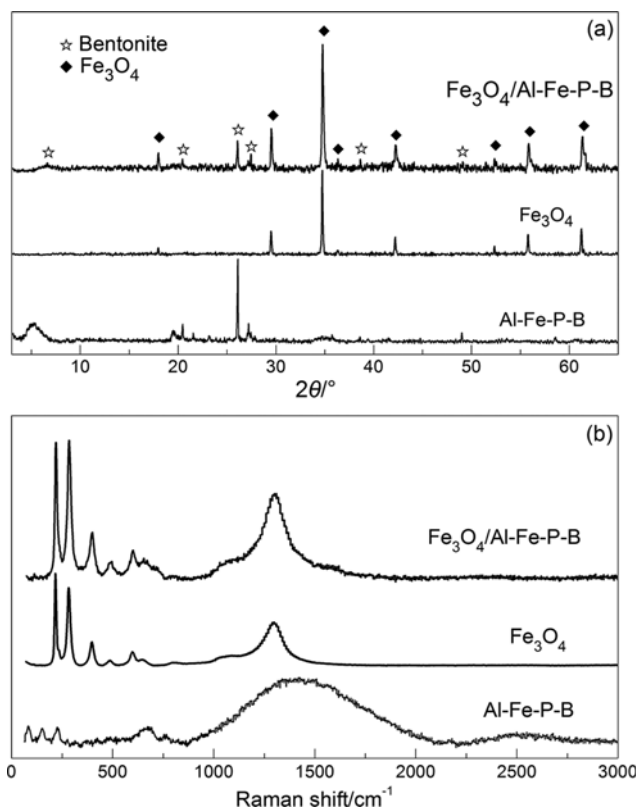 (a)
☆ Bentonite
◆ Fe₃O₄
Fe₃O₄/Al-Fe-P-B
Fe₃O₄
Al-Fe-P-B
10 20 30 40 50 60
2θ/°
(b)
Fe₃O₄/Al-Fe-P-B
Fe₃O₄
Al-Fe-P-B
0 500 1000 1500 2000 2500 3000
Raman shift/cm⁻¹